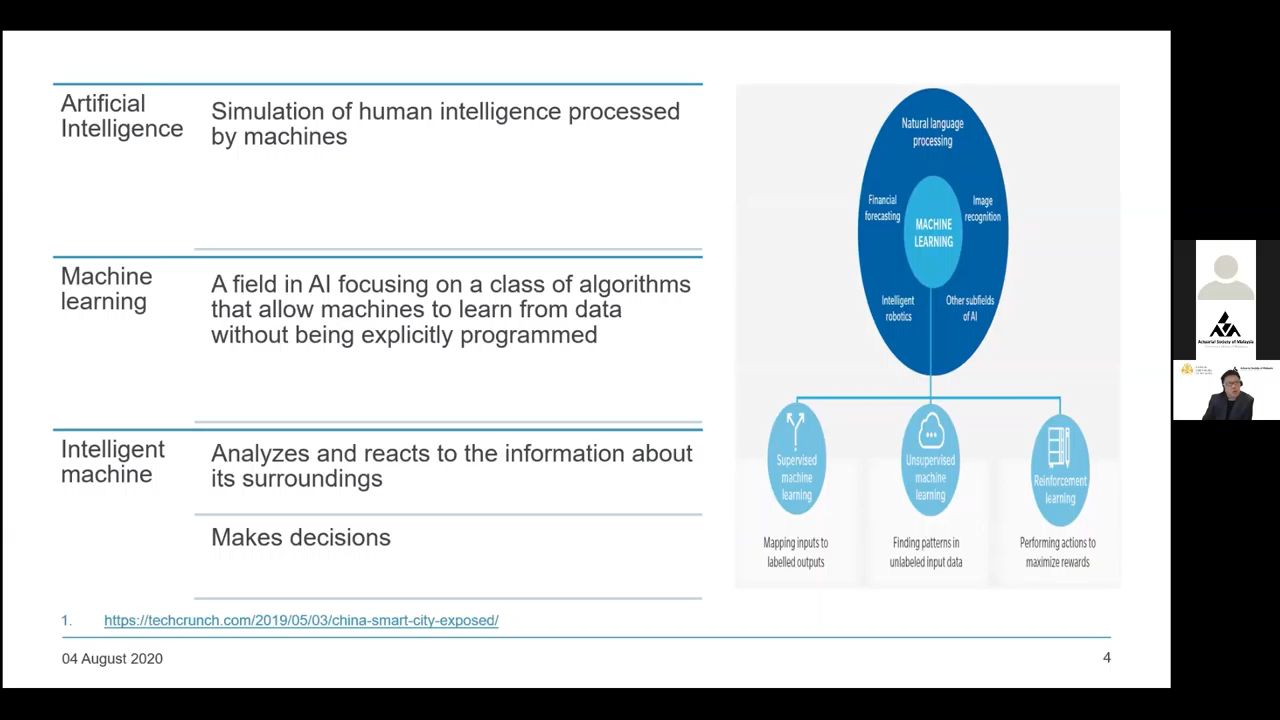 Artificial
Intelligence
Simulation of human intelligence processed
by machines
Machine
learning
A field in AI focusing on a class of algorithms
that allow machines to learn from data
without being explicitly programmed
Intelligent
machine
Analyzes and reacts to the information about
its surroundings
Makes decisions
1. https://techcrunch.com/2019/05/03/china-smart-city-exposed/
04 August 2020
4
Natural language
processing
Financial
forecasting
Image
recognition
MACHINE
LEARNING
Intelligent
robotics
Other subfields
of AI
Supervised
machine
learning
Unsupervised
machine
learning
Reinforcement
learning
Mapping inputs to
labelled outputs
Finding patterns in
unlabeled input data
Performing actions to
maximize rewards
Actuarial Society of Malaysia